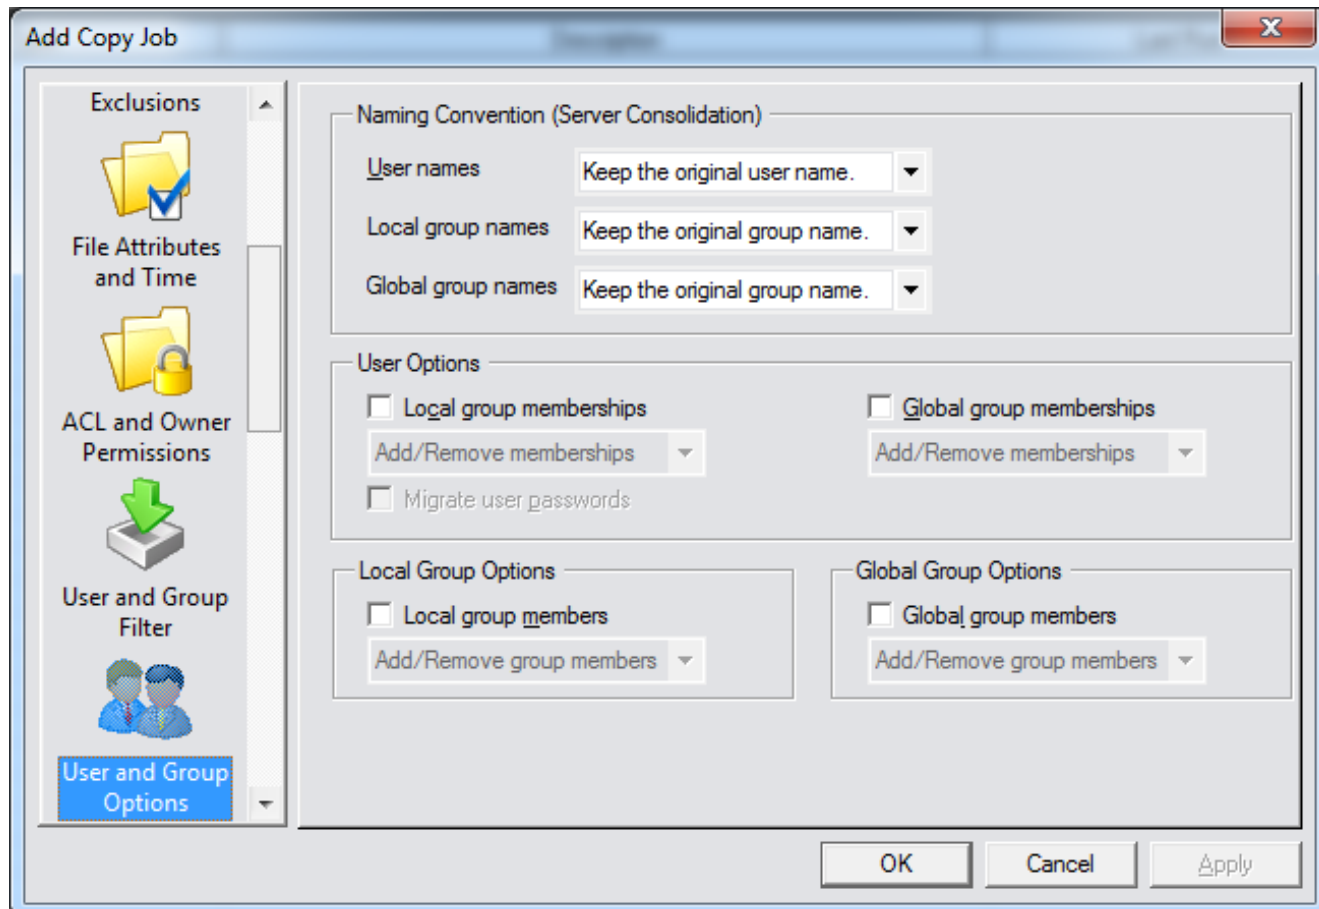 Add Copy Job
Description
Exclusions
File Attributes
and Time
ACL and Owner
Permissions
User and Group
Filter
User and Group
Options
Naming Convention (Server Consolidation)
User names
Keep the original user name.
Local group names
Keep the original group name.
Global group names
Keep the original group name.
User Options
Local group memberships
Global group memberships
Add/Remove memberships
Add/Remove memberships
Migrate user passwords
Local Group Options
Global Group Options
Local group members
Global group members
Add/Remove group members
Add/Remove group members
OK
Cancel
Apply